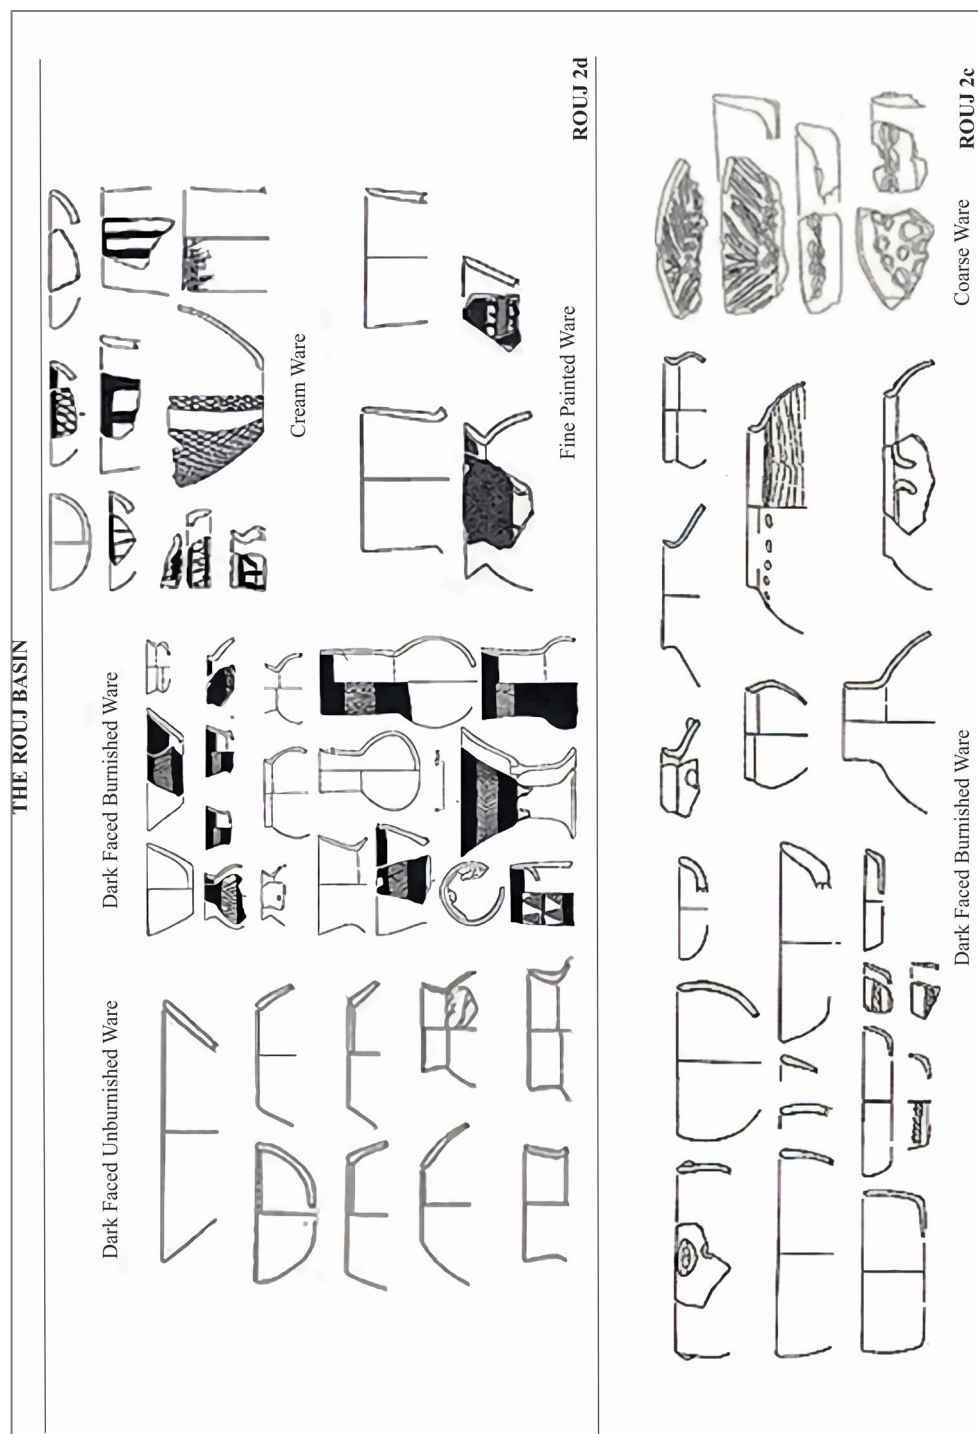 THE ROUJ BASIN
Dark Faced Unburnished Ware
Dark Faced Burnished Ware
Cream Ware
Fine Painted Ware
ROUJ 2d
Dark Faced Burnished Ware
Coarse Ware
ROUJ 2c